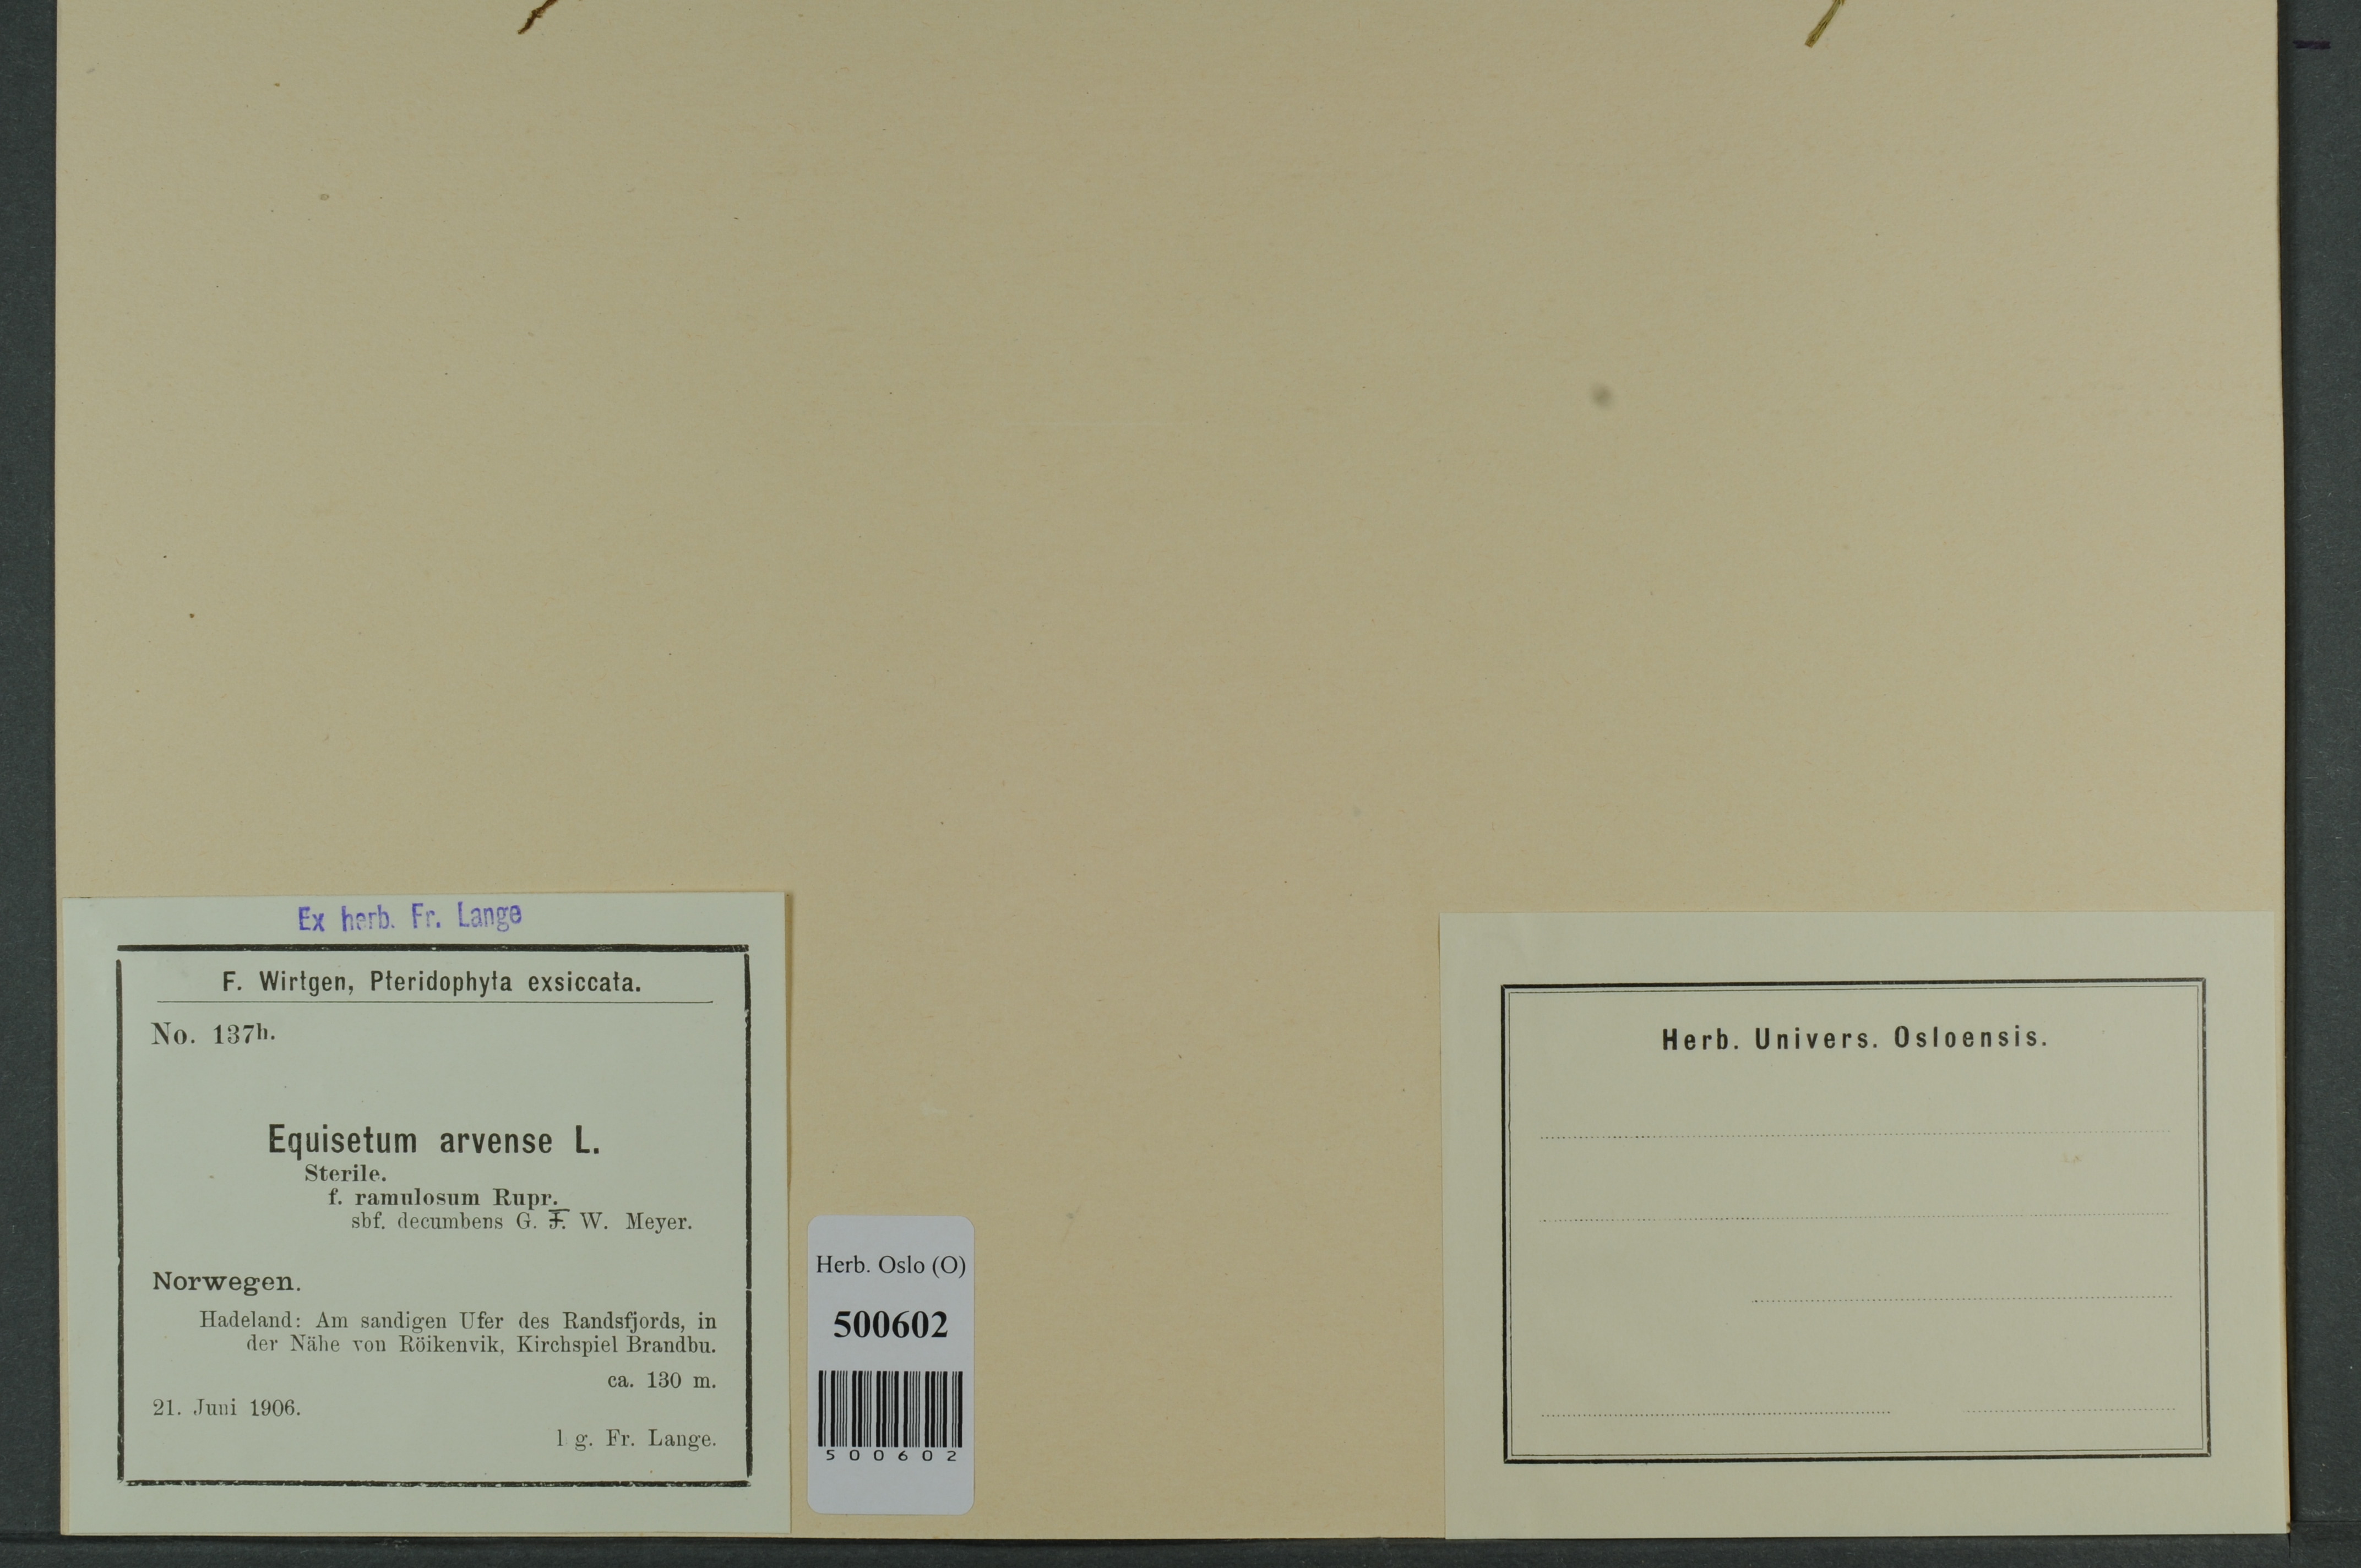 Ex herb. Fr. Lange
F. Wirtgen, Pteridophyta exsiccata.
No. 137h.
Equisetum arvense L.
Sterile.
f. ramulosum Rupr.
sbf. decumbens G. F. W. Meyer.
Norwegen.
Hadeland: Am sandigen Ufer des Randsfjords, in
der Nähe von Röikenvik, Kirchspiel Brandbu.
ca. 130 m.
21. Juni 1906.
l g. Fr. Lange.
Herb. Oslo (O)
500602
500602
Herb. Univers. Osloensis.